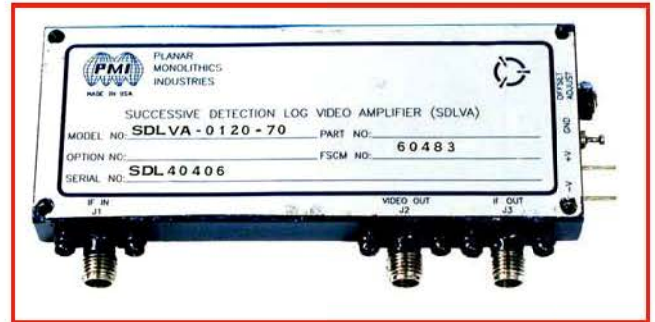 PMI
MADE IN USA
PLANAR
MONOLITHICS
INDUSTRIES
SUCCESSIVE DETECTION LOG VIDEO AMPLIFIER (SDLVA)
MODEL NO: SDLVA-0120-70 PART NO:
OPTION NO: FSCM NO: 60483
SERIAL NO: SDL40406
IF IN
J1
VIDEO OUT
J2
IF OUT
J3
OFFSET
ADJUST
GND
+V
-V